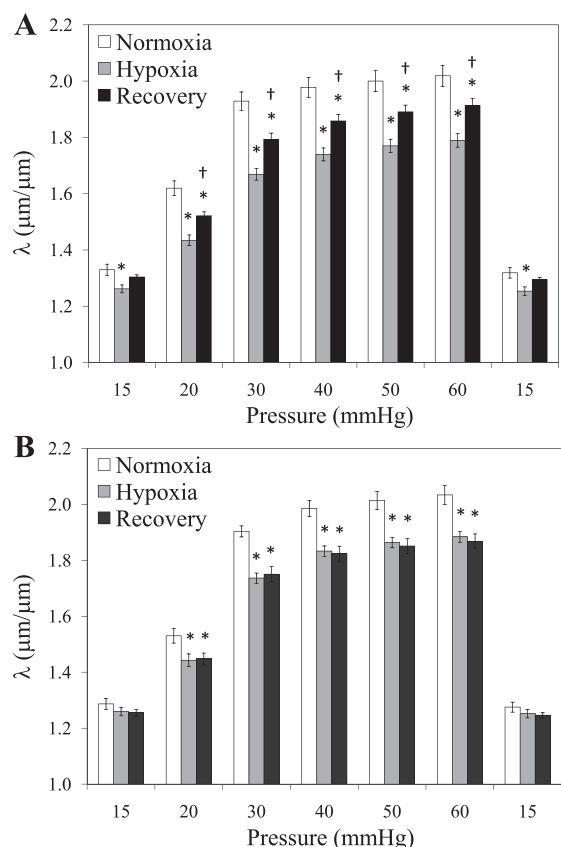 A
2.2
Normoxia
Hypoxia
Recovery
2.0
1.8
1.6
1.4
1.2
1.0
λ (μm/μm)
† † † †
* * * * * * * * * * * *
15 20 30 40 50 60 15
Pressure (mmHg)
B
2.2
Normoxia
Hypoxia
Recovery
2.0
1.8
1.6
1.4
1.2
1.0
λ (μm/μm)
* * * * * * * * * *
15 20 30 40 50 60 15
Pressure (mmHg)